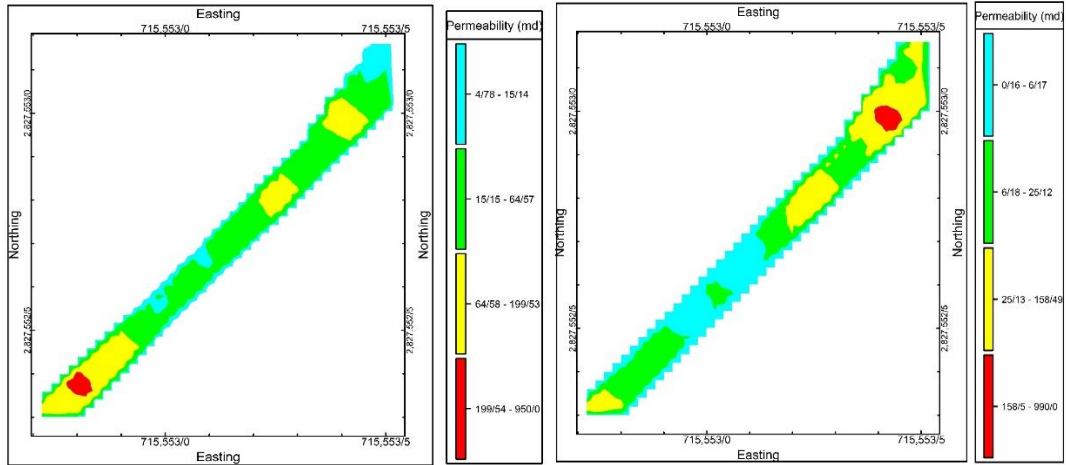 Easting
715,553/0
715,553/5
2,827,553/0
2,827,553/0
Northing
Northing
2,827,552/5
2,827,552/5
715,553/0
715,553/5
Easting
Permeability (md)
4/78 - 15/14
15/15 - 64/57
64/58 - 199/53
199/54 - 950/0
Easting
715,553/0
715,553/5
2,827,553/0
2,827,553/0
Northing
Northing
2,827,552/5
2,827,552/5
715,553/0
715,553/5
Easting
Permeability (md)
0/16 - 6/17
6/18 - 25/12
25/13 - 158/49
158/5 - 990/0